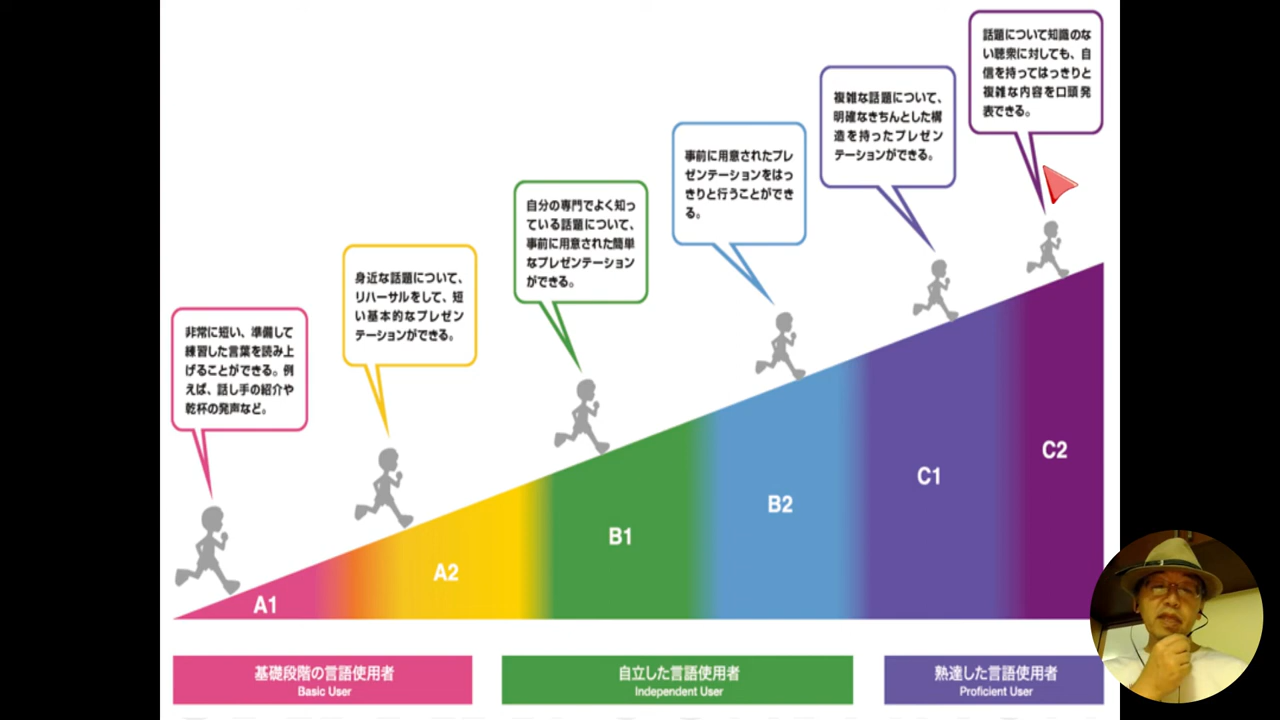 非常に短い、準備して
練習した言葉を読み上
げることができる。例
えば、話し手の紹介や
乾杯の発声など。
身近な話題について、
リハーサルをして、短
い基本的なプレゼン
テーションができる。
自分の専門でよく知っ
ている話題について、
事前に用意された簡単
なプレゼンテーション
ができる。
事前に用意されたプレ
ゼンテーションをはっ
きりと行うことができ
る。
複雑な話題について、
明確なきちんとした構
造を持ったプレゼン
テーションができる。
話題について知識のな
い聴衆に対しても、自
信を持ってはっきりと
複雑な内容を口頭発
表できる。
A1
A2
B1
B2
C1
C2
基礎段階の言語使用者
Basic User
自立した言語使用者
Independent User
熟達した言語使用者
Proficient User